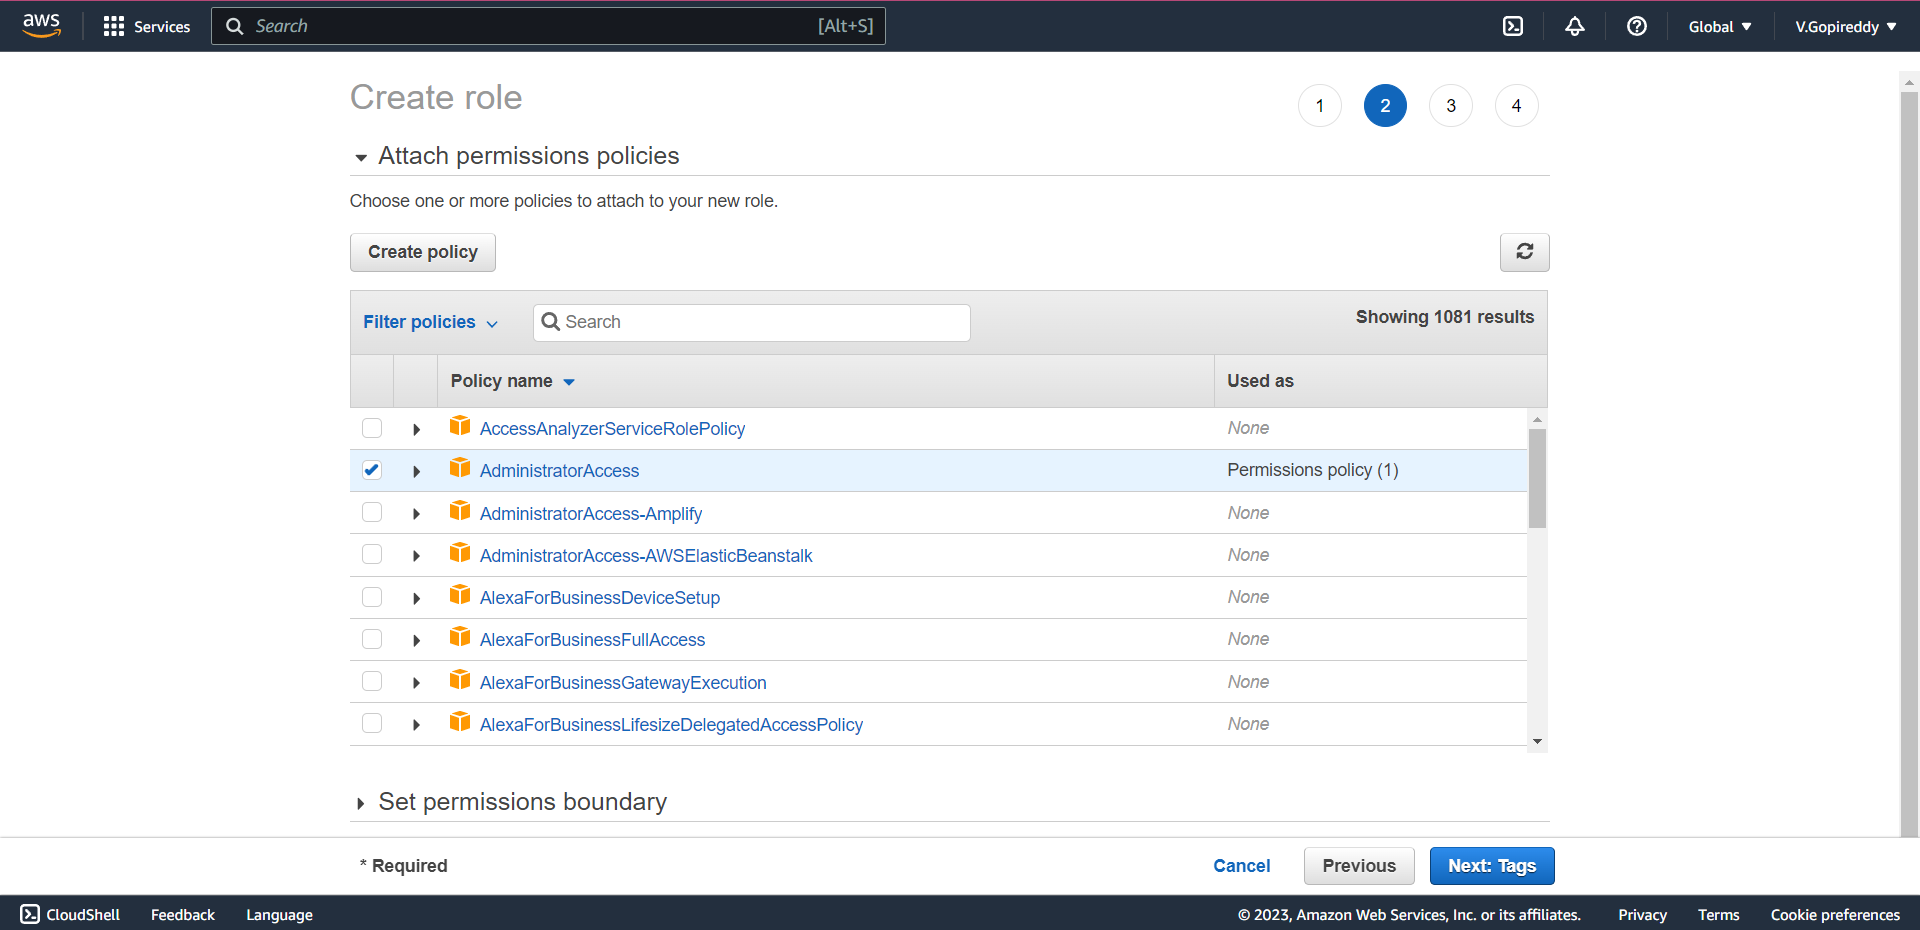 aws Services Search [Alt+S] Global V.Gopireddy
Create role 1 2 3 4
Attach permissions policies
Choose one or more policies to attach to your new role.
Create policy
Filter policies Search Showing 1081 results
Policy name Used as
AccessAnalyzerServiceRolePolicy None
AdministratorAccess Permissions policy (1)
AdministratorAccess-Amplify None
AdministratorAccess-AWSElasticBeanstalk None
AlexaForBusinessDeviceSetup None
AlexaForBusinessFullAccess None
AlexaForBusinessGatewayExecution None
AlexaForBusinessLifesizeDelegatedAccessPolicy None
Set permissions boundary
* Required Cancel Previous Next: Tags
CloudShell Feedback Language © 2023, Amazon Web Services, Inc. or its affiliates. Privacy Terms Cookie preferences